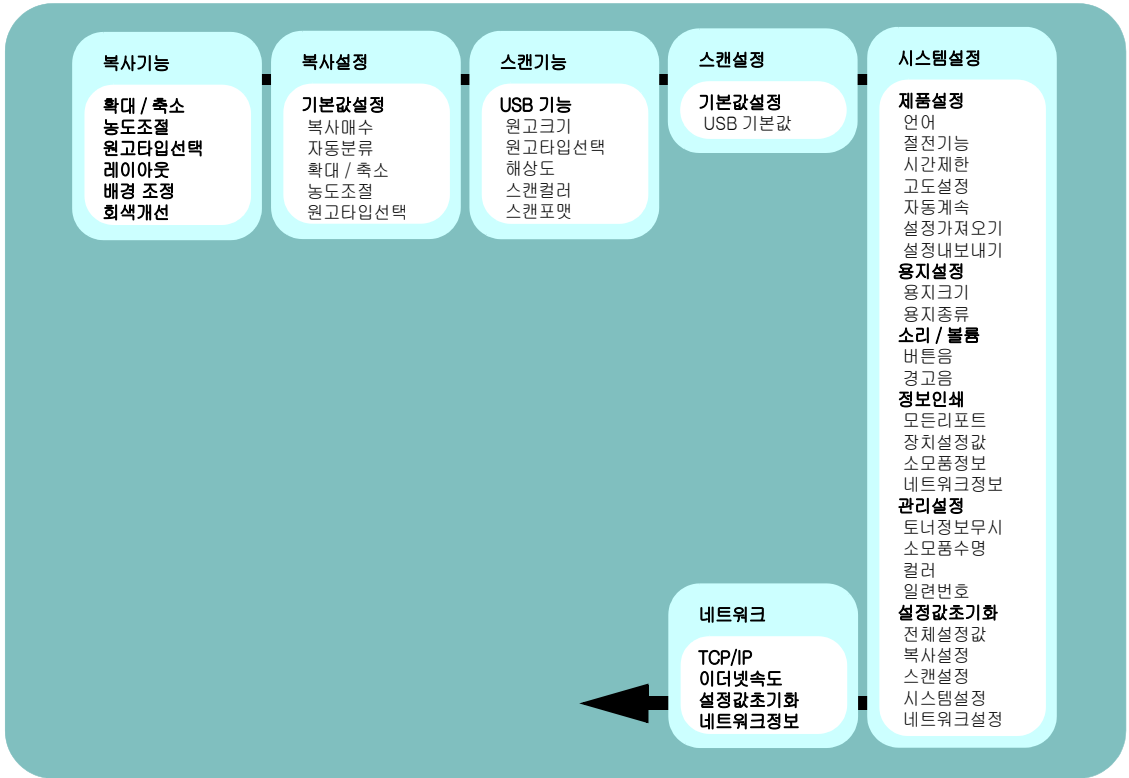 복사기능
확대 / 축소
농도조절
원고타입선택
레이아웃
배경 조정
회색개선
복사설정
기본값설정
복사매수
자동분류
확대 / 축소
농도조절
원고타입선택
스캔기능
USB 기능
원고크기
원고타입선택
해상도
스캔컬러
스캔포맷
스캔설정
기본값설정
USB 기본값
시스템설정
제품설정
언어
절전기능
시간제한
고도설정
자동계속
설정가져오기
설정내보내기
용지설정
용지크기
용지종류
소리 / 볼륨
버튼음
경고음
정보인쇄
모든리포트
장치설정값
소모품정보
네트워크정보
관리설정
토너정보무시
소모품수명
컬러
일련번호
설정값초기화
전체설정값
복사설정
스캔설정
시스템설정
네트워크설정
네트워크
TCP/IP
이더넷속도
설정값초기화
네트워크정보